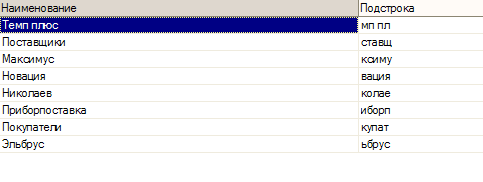 Наименование Подстрока
Темп плюс мп пл
Поставщики ставщ
Максимус ксиму
Новация вация
Николаев колае
Приборпоставка иборп
Покупатели купат
Эльбрус ьбрус